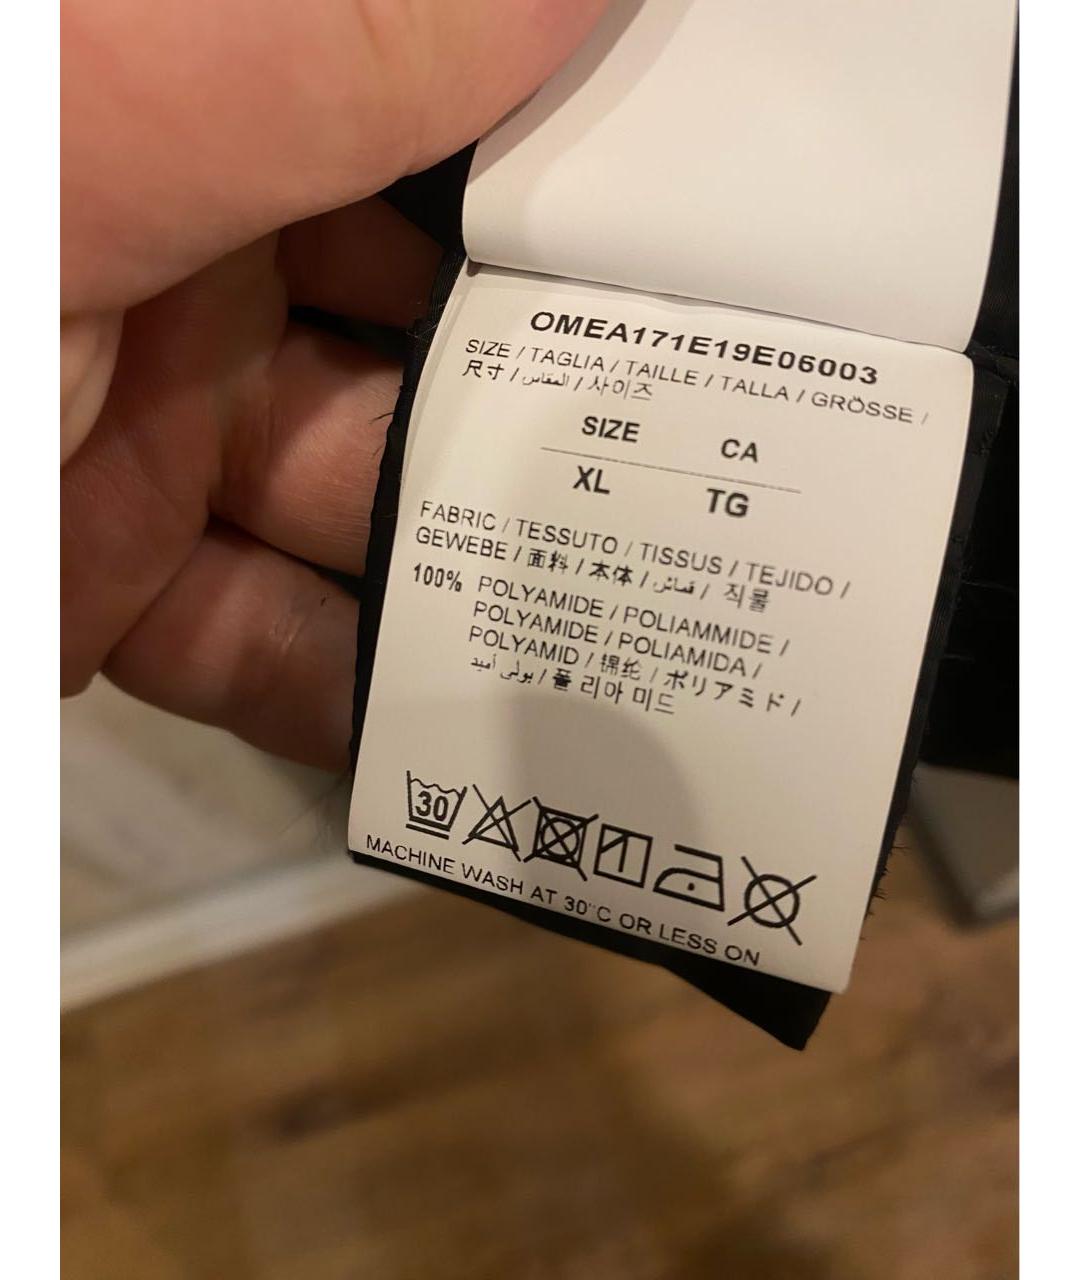 OMEA171E19E06003
SIZE / TAGLIA / TAILLE / TALLA / GRÖSSE /
尺寸 / المقاس / 사이즈
SIZE CA
XL TG
FABRIC / TESSUTO / TISSUS / TEJIDO /
GEWEBE / 面料 / 本体 / قماش / 직물
100% POLYAMIDE / POLIAMMIDE /
POLYAMIDE / POLIAMIDA /
POLYAMID / 锦纶 / ポリアミド /
بولي أميد / 폴리아미드
30
MACHINE WASH AT 30°C OR LESS ON